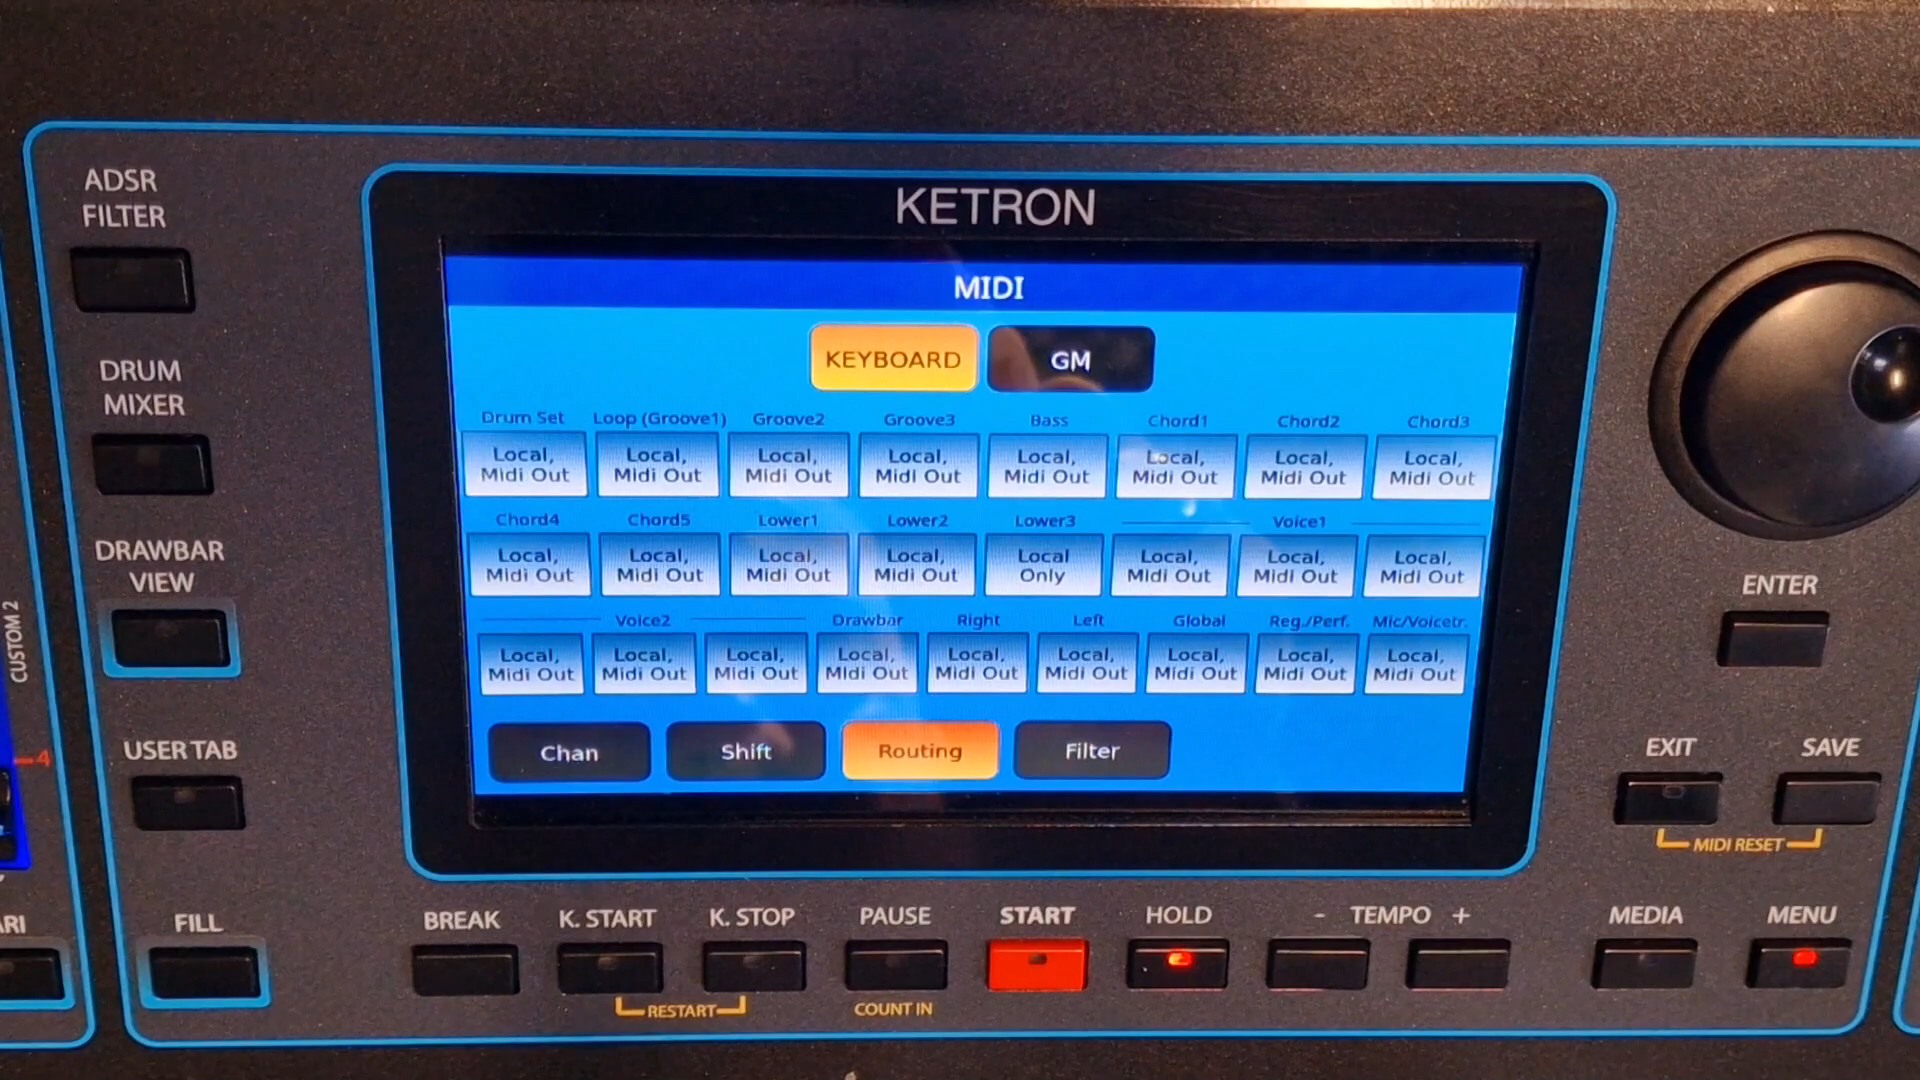 ADSR
FILTER
DRUM
MIXER
DRAWBAR
VIEW
CUSTOM 2
USER TAB
4
FILL
KETRON
MIDI
KEYBOARD GM
Drum Set Loop (Groove1) Groove2 Groove3 Bass Chord1 Chord2 Chord3
Local, Local, Local, Local, Local, Local, Local, Local,
Midi Out Midi Out Midi Out Midi Out Midi Out Midi Out Midi Out Midi Out
Chord4 Chord5 Lower1 Lower2 Lower3 Voice1
Local, Local, Local, Local, Local Local, Local, Local,
Midi Out Midi Out Midi Out Midi Out Only Midi Out Midi Out Midi Out
Voice2 Drawbar Right Left Global Reg./Perf. Mic/Voicetr.
Local, Local, Local, Local, Local, Local, Local, Local, Local,
Midi Out Midi Out Midi Out Midi Out Midi Out Midi Out Midi Out Midi Out Midi Out
Chan Shift Routing Filter
ENTER
EXIT SAVE
MIDI RESET
BREAK K. START K. STOP PAUSE START HOLD - TEMPO + MEDIA MENU
RESTART COUNT IN